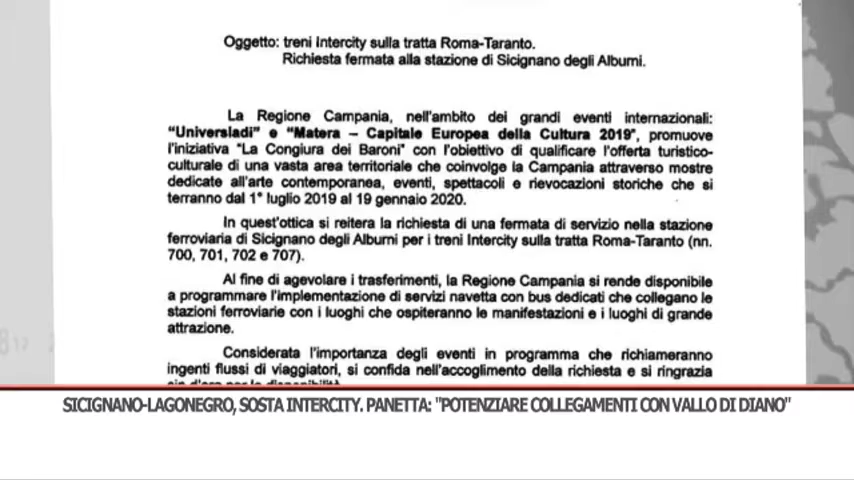 Oggetto: treni Intercity sulla tratta Roma-Taranto.
Richiesta fermata alla stazione di Sicignano degli Alburni.
La Regione Campania, nell'ambito dei grandi eventi internazionali:
"Universiadi" e "Matera – Capitale Europea della Cultura 2019", promuove
l'iniziativa "La Congiura dei Baroni" con l'obiettivo di qualificare l'offerta turistico-
culturale di una vasta area territoriale che coinvolge la Campania attraverso mostre
dedicate all'arte contemporanea, eventi, spettacoli e rievocazioni storiche che si
terranno dal 1° luglio 2019 al 19 gennaio 2020.
In quest'ottica si reitera la richiesta di una fermata di servizio nella stazione
ferroviaria di Sicignano degli Alburni per i treni Intercity sulla tratta Roma-Taranto (nn.
700, 701, 702 e 707).
Al fine di agevolare i trasferimenti, la Regione Campania si rende disponibile
a programmare l'implementazione di servizi navetta con bus dedicati che collegano le
stazioni ferroviarie con i luoghi che ospiteranno le manifestazioni e i luoghi di grande
attrazione.
Considerata l'importanza degli eventi in programma che richiameranno
ingenti flussi di viaggiatori, si confida nell'accoglimento della richiesta e si ringrazia
SICIGNANO-LAGONEGRO, SOSTA INTERCITY. PANETTA: "POTENZIARE COLLEGAMENTI CON VALLO DI DIANO"